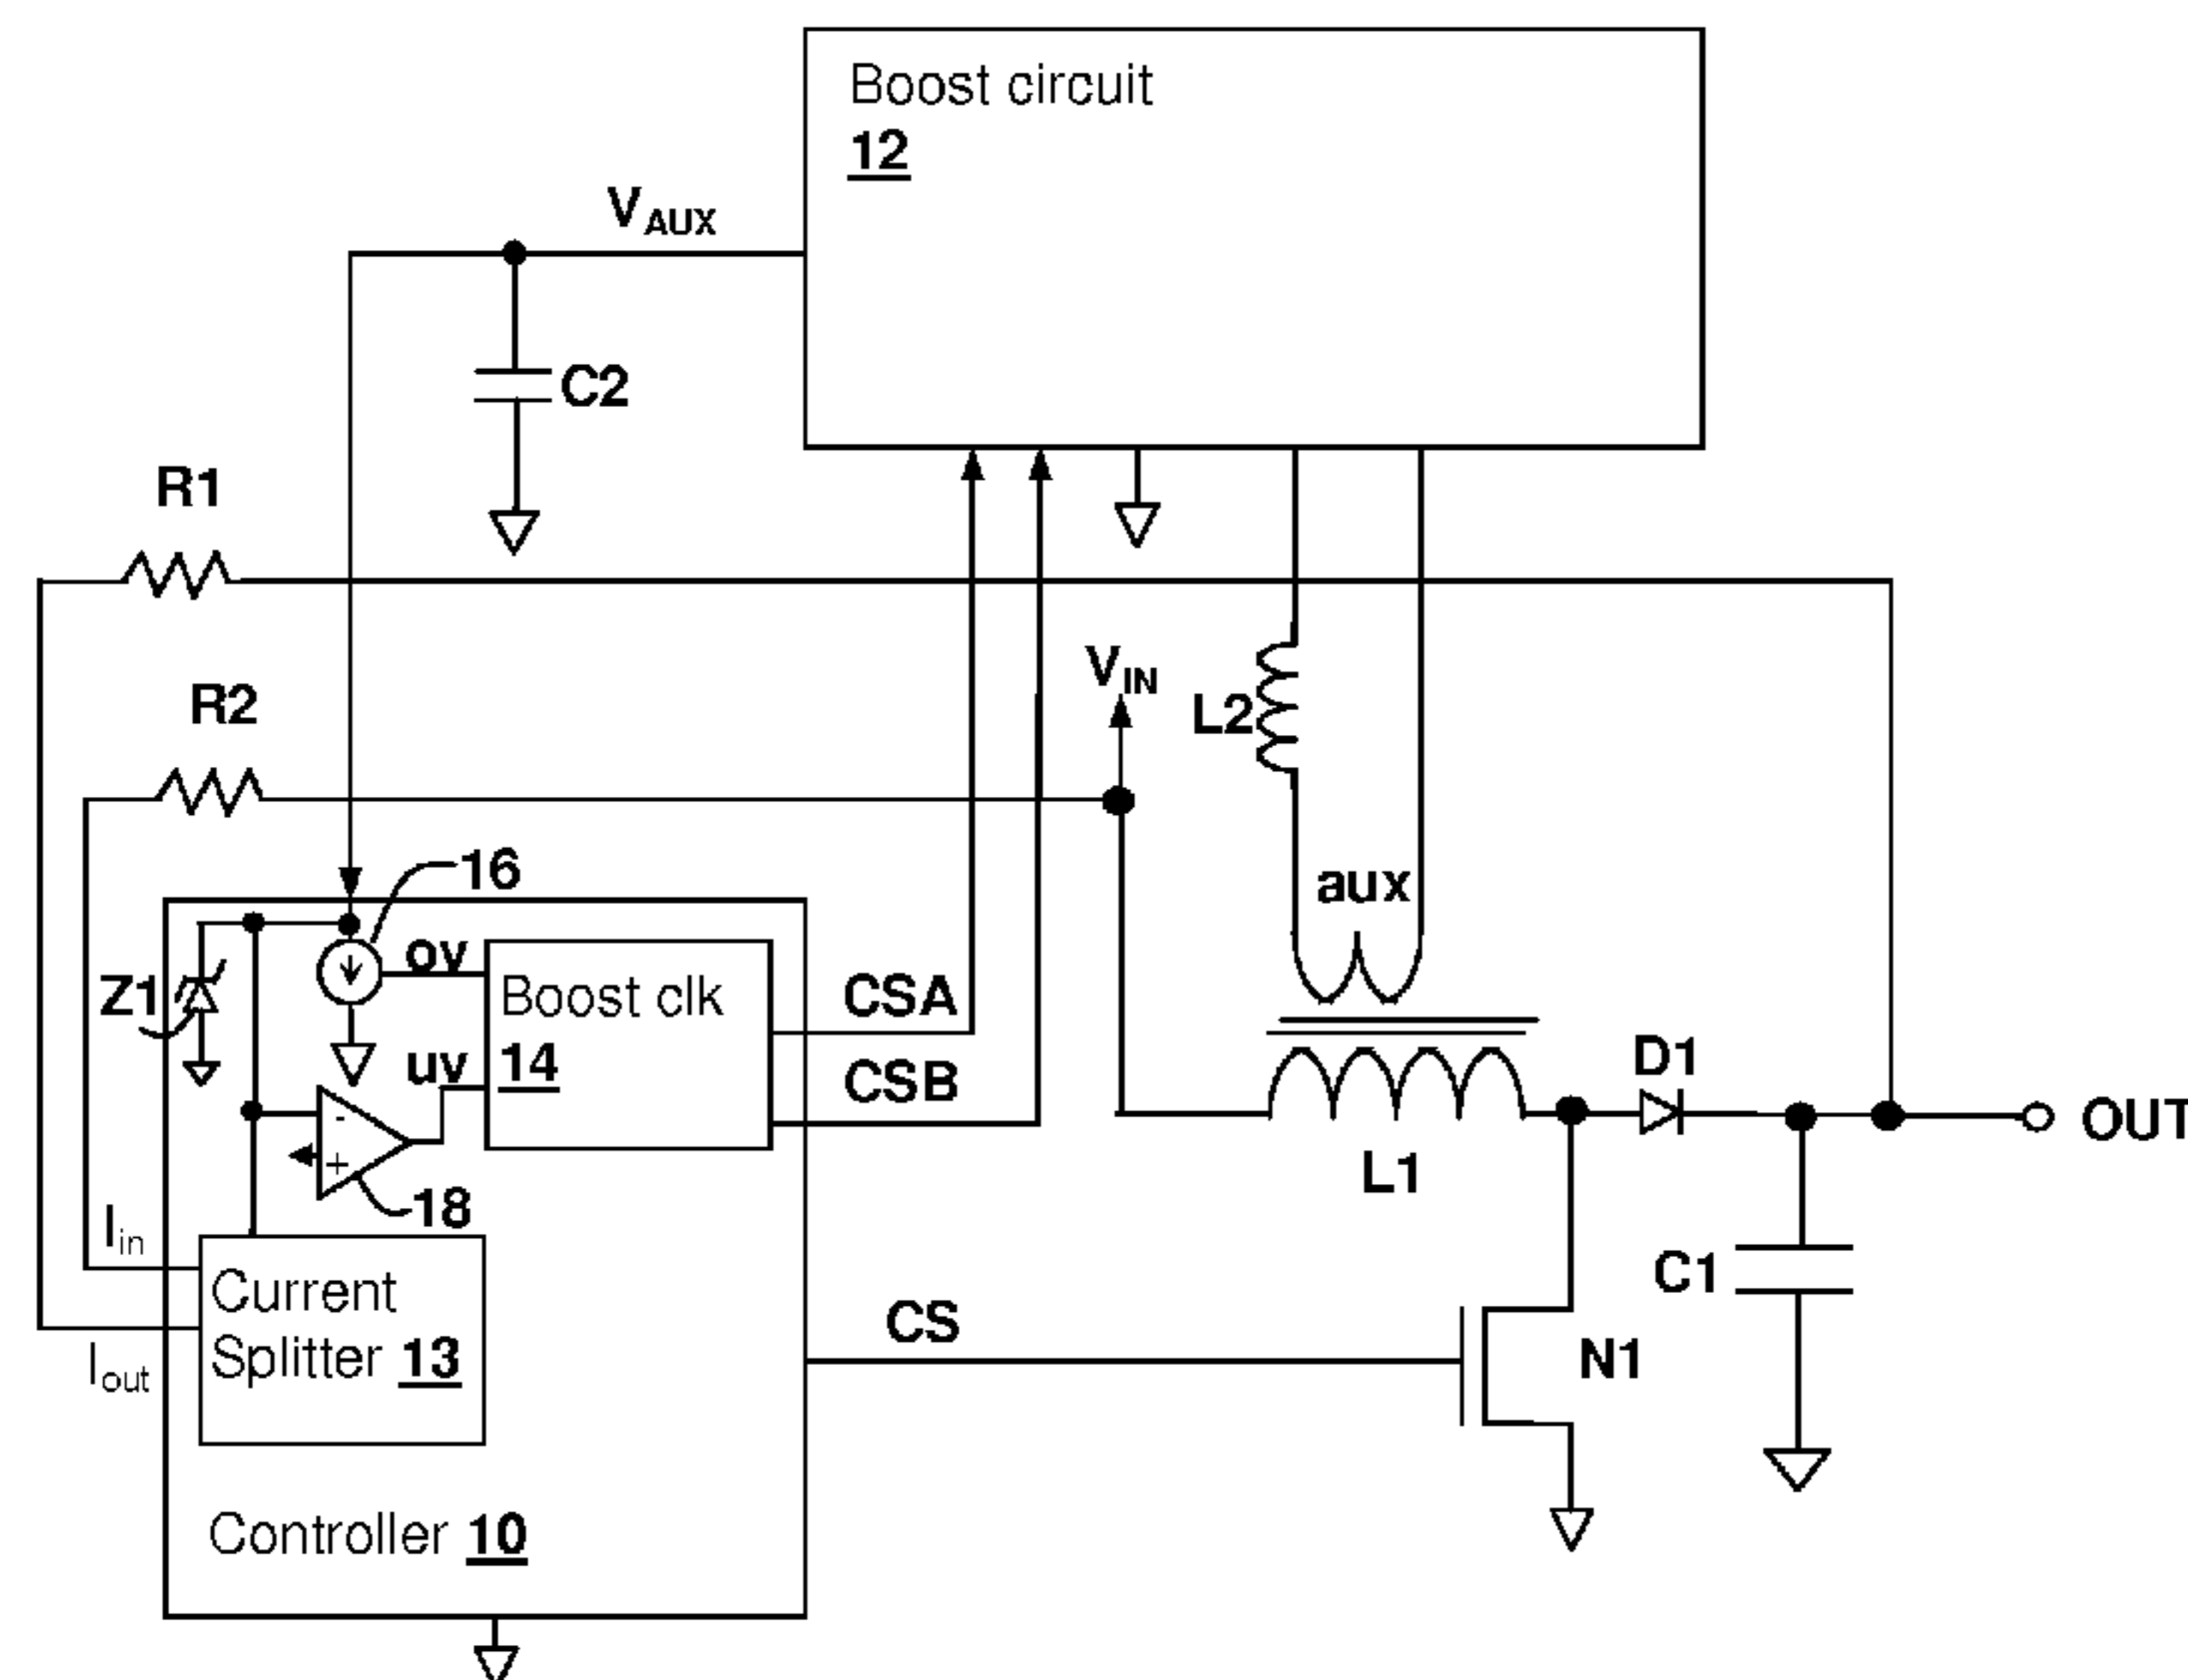 Boost circuit
12
VAUX
C2
R1
VIN
R2
L2
16
aux
ov
Z1
Boost clk
14
CSA
uv
CSB
D1
OUT
-
+
L1
18
Iin
C1
Current
Splitter 13
CS
N1
Iout
Controller 10